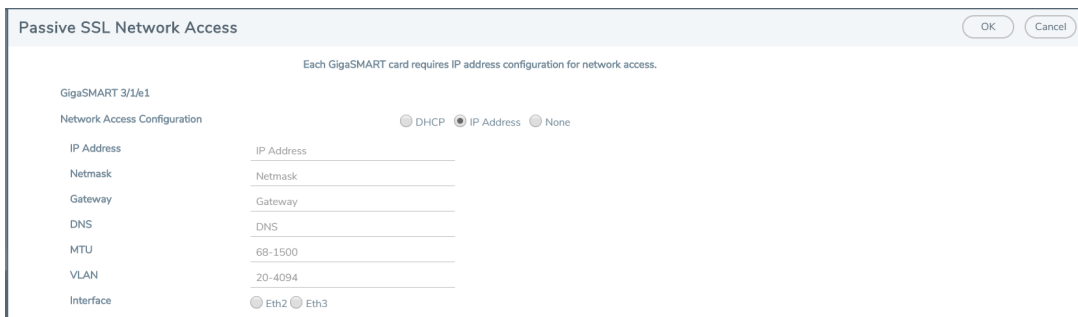 Passive SSL Network Access
OK Cancel
Each GigaSMART card requires IP address configuration for network access.
GigaSMART 3/1/e1
Network Access Configuration DHCP IP Address None
IP Address IP Address
Netmask Netmask
Gateway Gateway
DNS DNS
MTU 68-1500
VLAN 20-4094
Interface Eth2 Eth3